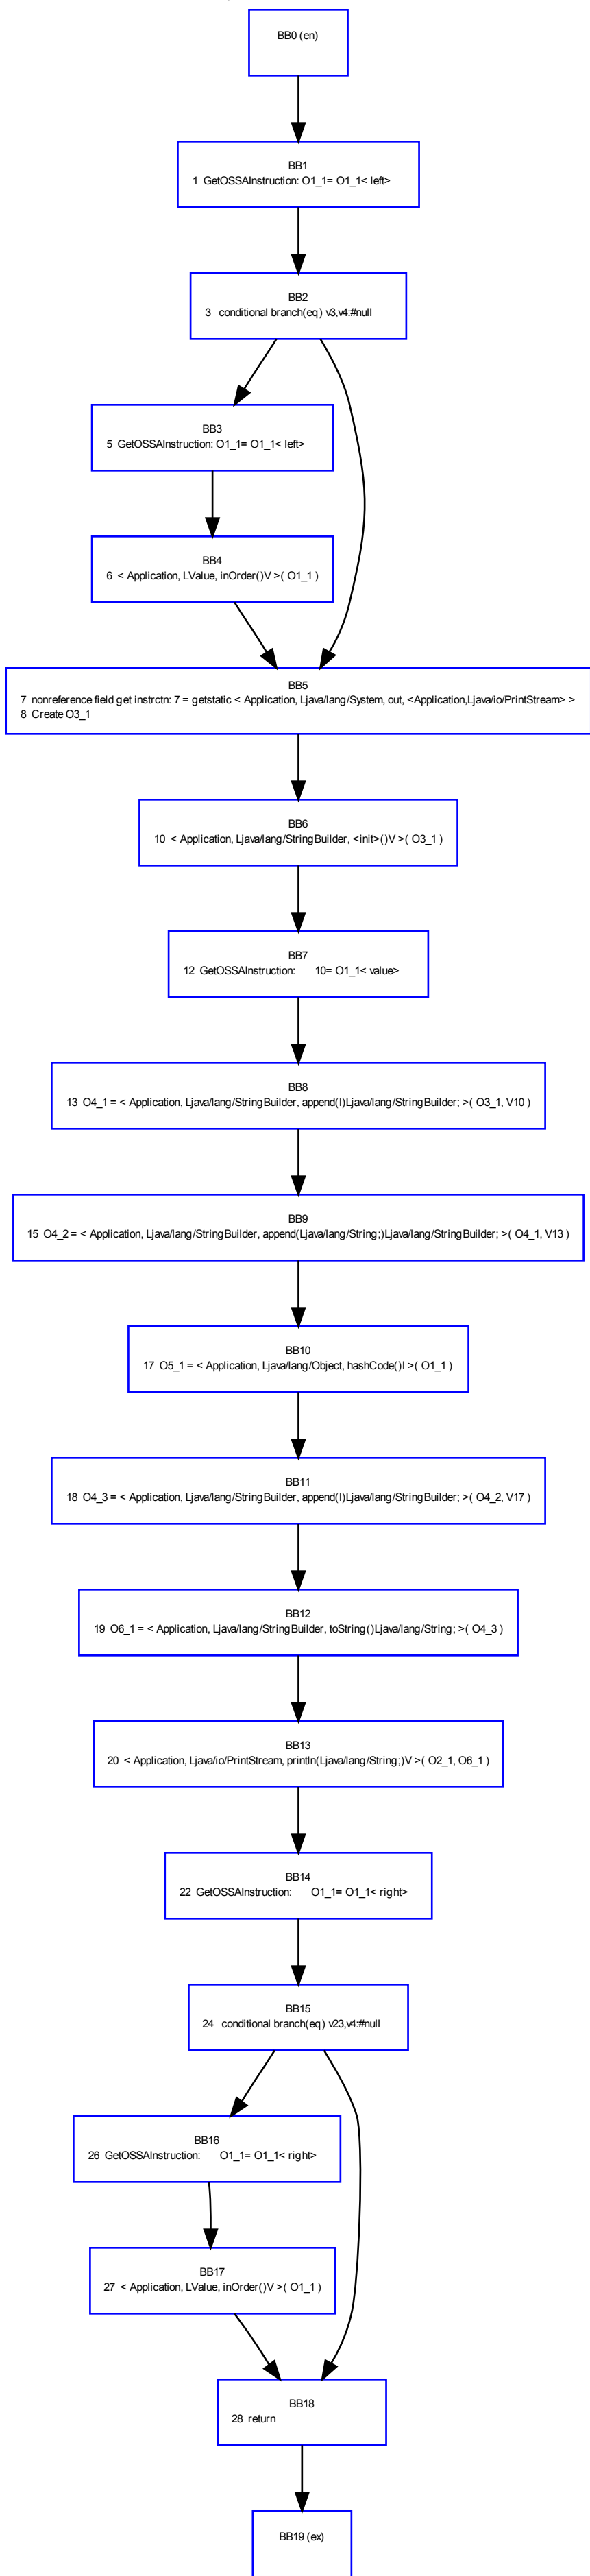 BB0 (en)
BB1
1 GetOSSAInstruction: O1_1= O1_1< left>
BB2
3 conditional branch(eq) v3,v4:#null
BB3
5 GetOSSAInstruction: O1_1= O1_1< left>
BB4
6 < Application, LValue, inOrder()V >( O1_1 )
BB5
7 nonreference field get instrctn: 7 = getstatic < Application, Ljava/lang/System, out, <Application,Ljava/io/PrintStream> >
8 Create O3_1
BB6
10 < Application, Ljava/lang/StringBuilder, <init>()V >( O3_1 )
BB7
12 GetOSSAInstruction: 10= O1_1< value>
BB8
13 O4_1 = < Application, Ljava/lang/StringBuilder, append(I)Ljava/lang/StringBuilder; >( O3_1, V10 )
BB9
15 O4_2 = < Application, Ljava/lang/StringBuilder, append(Ljava/lang/String;)Ljava/lang/StringBuilder; >( O4_1, V13 )
BB10
17 O5_1 = < Application, Ljava/lang/Object, hashCode()I >( O1_1 )
BB11
18 O4_3 = < Application, Ljava/lang/StringBuilder, append(I)Ljava/lang/StringBuilder; >( O4_2, V17 )
BB12
19 O6_1 = < Application, Ljava/lang/StringBuilder, toString()Ljava/lang/String; >( O4_3 )
BB13
20 < Application, Ljava/io/PrintStream, println(Ljava/lang/String;)V >( O2_1, O6_1 )
BB14
22 GetOSSAInstruction: O1_1= O1_1< right>
BB15
24 conditional branch(eq) v23,v4:#null
BB16
26 GetOSSAInstruction: O1_1= O1_1< right>
BB17
27 < Application, LValue, inOrder()V >( O1_1 )
BB18
28 return
BB19 (ex)